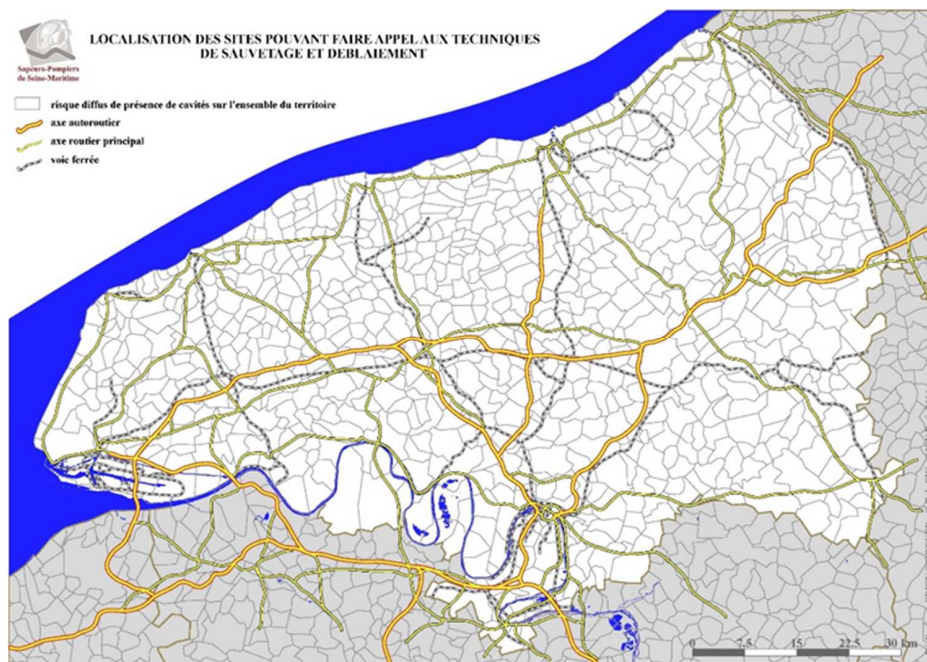 LOCALISATION DES SITES POUVANT FAIRE APPEL AUX TECHNIQUES
DE SAUVETAGE ET DEBLAIEMENT
Sapeurs-Pompiers
de Seine-Maritime
risque diffus de présence de cavités sur l'ensemble du territoire
axe autoroutier
axe routier principal
voie ferrée
0 7,5 15 22,5 30 km